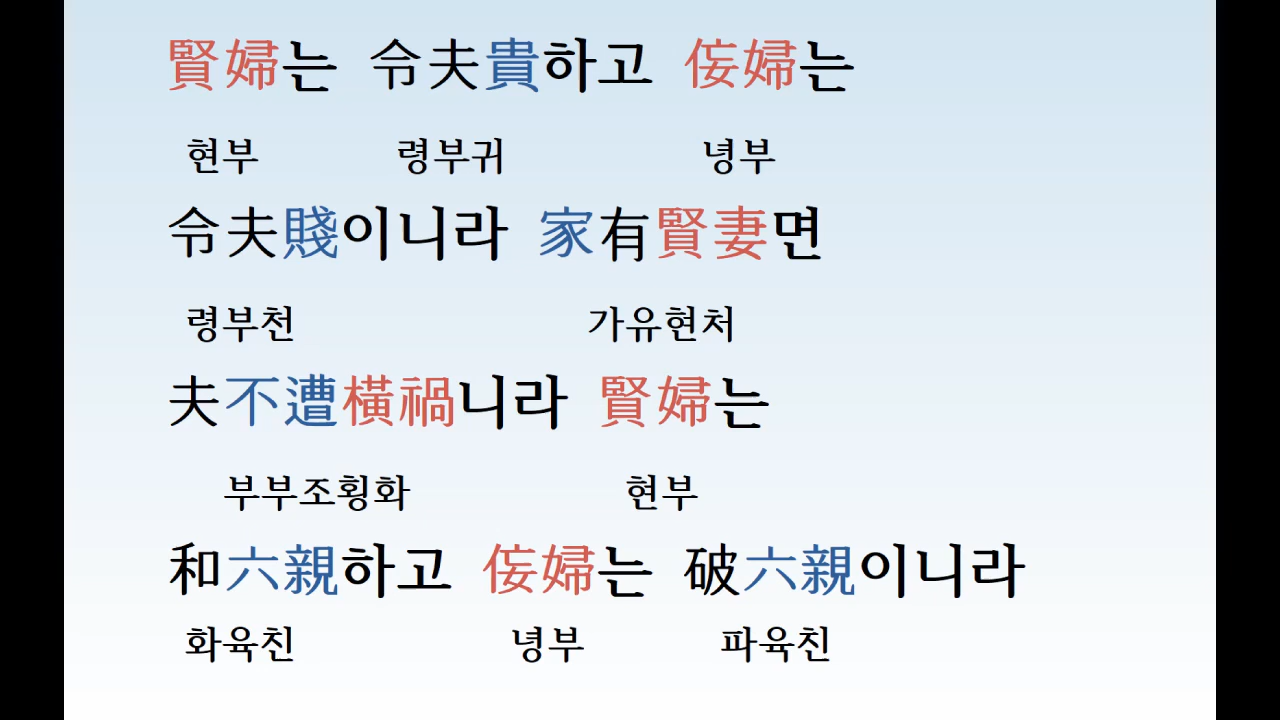 賢婦는 令夫貴하고 侫婦는
현부 령부귀 녕부
令夫賤이니라 家有賢妻면
령부천 가유현처
夫不遭橫禍니라 賢婦는
부부조횡화 현부
和六親하고 侫婦는 破六親이니라
화육친 녕부 파육친